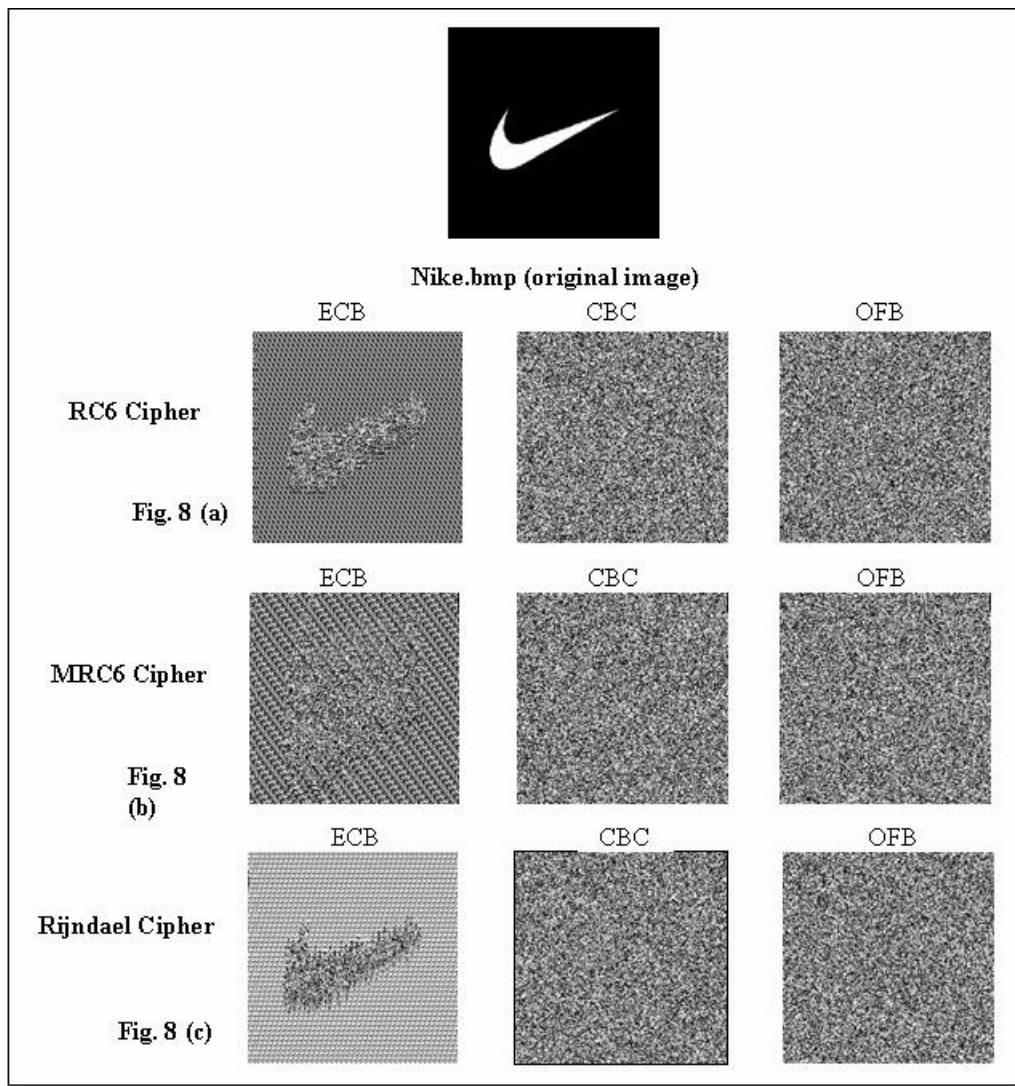 Nike.bmp (original image)
ECB CBC OFB
RC6 Cipher
Fig. 8 (a)
ECB CBC OFB
MRC6 Cipher
Fig. 8
(b)
ECB CBC OFB
Rijndael Cipher
Fig. 8 (c)